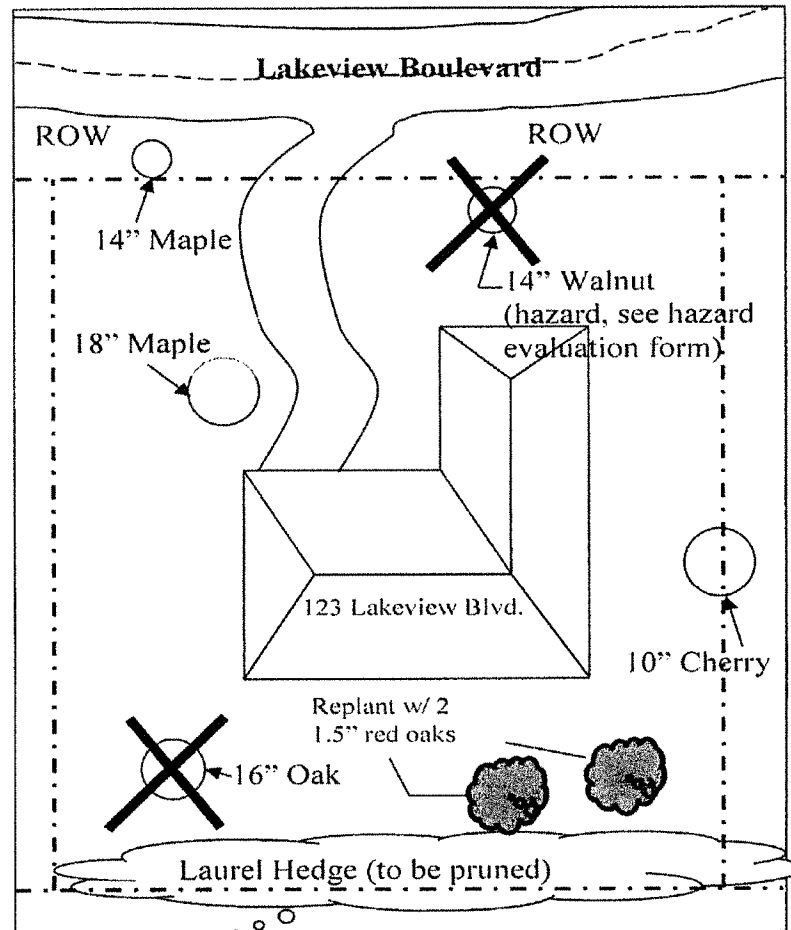 Lakeview Boulevard
ROW
ROW
14” Maple
14” Walnut
(hazard, see hazard
evaluation form)
18” Maple
123 Lakeview Blvd.
10” Cherry
Replant w/ 2
1.5” red oaks
16” Oak
Laurel Hedge (to be pruned)